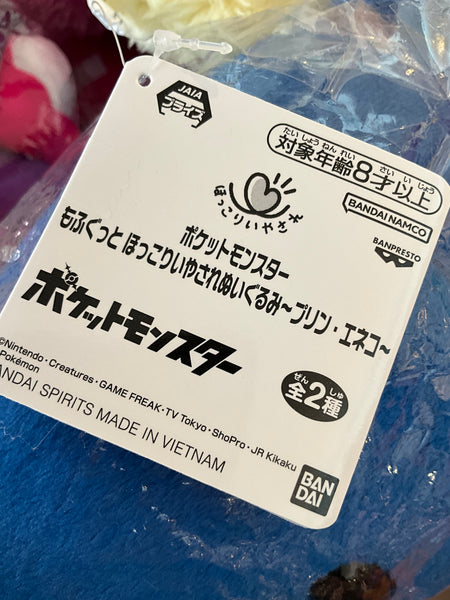 JAIA
プライズ
たいしょうねんれい さいいじょう
対象年齢8才以上
ほっこりいやされ
BANDAI NAMCO
BANPRESTO
ポケットモンスター
もふぐっと ほっこりいやされぬいぐるみ〜プリン・エネコ〜
ポケットモンスター
©Nintendo・Creatures・GAME FREAK・TV Tokyo・ShoPro・JR Kikaku
Pokémon
ANDAI SPIRITS MADE IN VIETNAM
ぜん しゅ
全2種
BAN
DAI